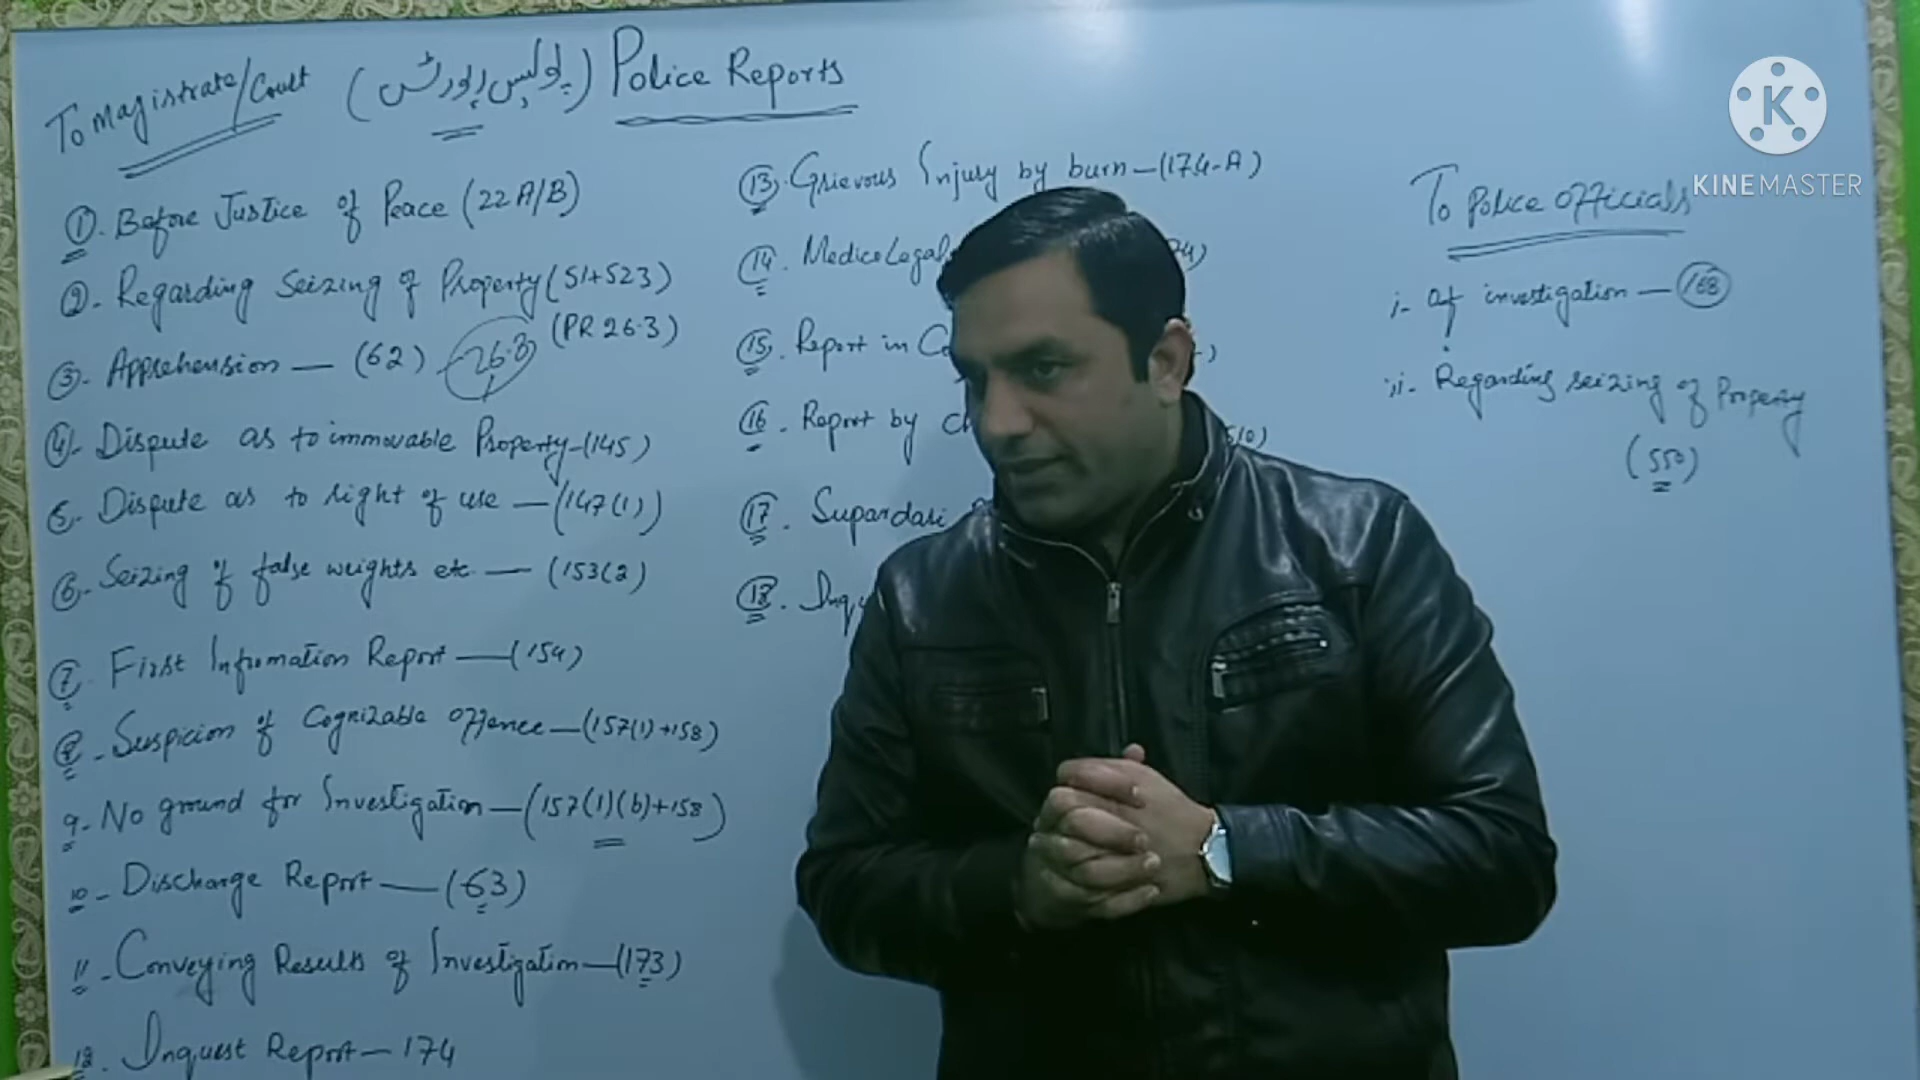 To Magistrate/Court (پولیس رپورٹس) Police Reports
① Before Justice of Peace (22A/B)
②- Regarding Seizing of Property (51+523)
(PR 26.3)
③- Apprehension — (62) - 26.3
④- Dispute as to immovable Property-(145)
5- Dispute as to right of use — (147(1))
⑥- Seizing of false weights etc — (153(2)
⑦- First Information Report — (154)
⑧- Suspicion of Cognizable offence — (157(1)+158)
9- No ground for Investigation — (157(1)(b)+158)
10- Discharge Report — (63)
11- Conveying Results of Investigation — (173)
12. Inquest Report — 174
⑬. Grievous Injury by burn — (174-A)
⑭. MedicoLegal
⑮. Report in
⑯. Report by
510)
⑰. Supardari
⑱.
To Police officials
i- Of investigation — 168
ii- Regarding seizing of Property
(550)
K
KINEMASTER